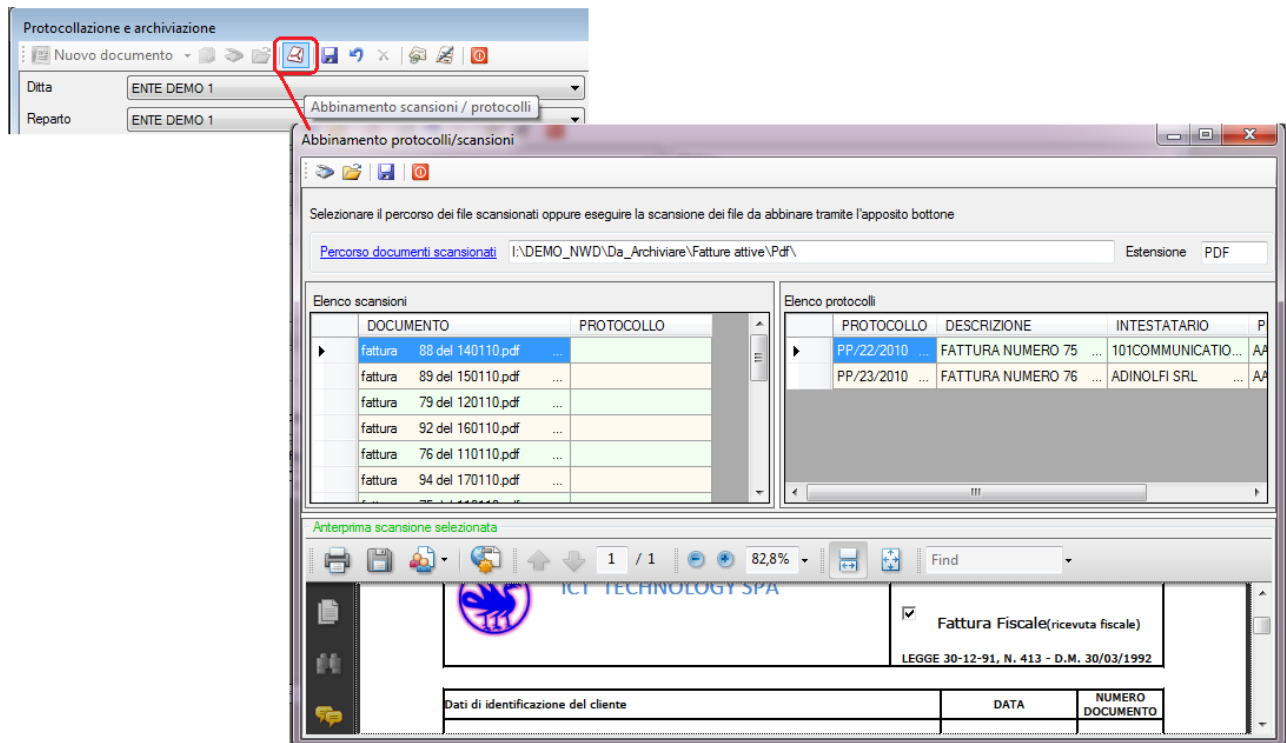 Protocollazione e archiviazione
Nuovo documento
Ditta ENTE DEMO 1
Reparto ENTE DEMO 1
Abbinamento scansioni / protocolli
Abbinamento protocolli/scansioni
Selezionare il percorso dei file scansionati oppure eseguire la scansione dei file da abbinare tramite l'apposito bottone
Percorso documenti scansionati I:\DEMO_NWD\Da_Archiviare\Fatture attive\Pdf\ Estensione PDF
Elenco scansioni
DOCUMENTO PROTOCOLLO
fattura 88 del 140110.pdf ...
fattura 89 del 150110.pdf ...
fattura 79 del 120110.pdf ...
fattura 92 del 160110.pdf ...
fattura 76 del 110110.pdf ...
fattura 94 del 170110.pdf ...
Elenco protocolli
PROTOCOLLO DESCRIZIONE INTESTATARIO P
PP/22/2010 ... FATTURA NUMERO 75 ... 101COMMUNICATIO... AA
PP/23/2010 ... FATTURA NUMERO 76 ... ADINOLFI SRL ... AA
Anterprima scansione selezionata
1 / 1 82,8% Find
ICT TECHNOLOGY SPA
Fattura Fiscale(ricevuta fiscale)
LEGGE 30-12-91, N. 413 - D.M. 30/03/1992
Dati di identificazione del cliente DATA NUMERO DOCUMENTO